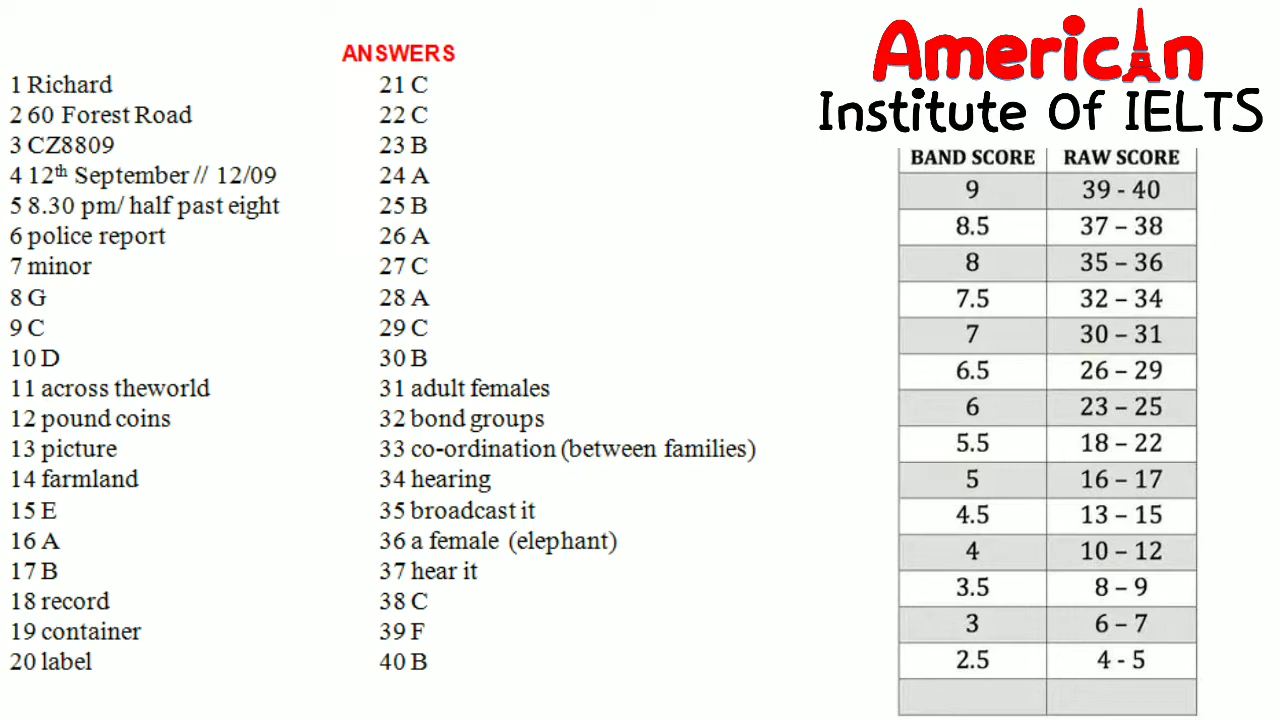 ANSWERS
1 Richard
2 60 Forest Road
3 CZ8809
4 12th September // 12/09
5 8.30 pm/ half past eight
6 police report
7 minor
8 G
9 C
10 D
11 across theworld
12 pound coins
13 picture
14 farmland
15 E
16 A
17 B
18 record
19 container
20 label
21 C
22 C
23 B
24 A
25 B
26 A
27 C
28 A
29 C
30 B
31 adult females
32 bond groups
33 co-ordination (between families)
34 hearing
35 broadcast it
36 a female (elephant)
37 hear it
38 C
39 F
40 B
American
Institute Of IELTS
BAND SCORE RAW SCORE
9 39 - 40
8.5 37 – 38
8 35 – 36
7.5 32 – 34
7 30 – 31
6.5 26 – 29
6 23 – 25
5.5 18 – 22
5 16 – 17
4.5 13 – 15
4 10 – 12
3.5 8 – 9
3 6 – 7
2.5 4 - 5